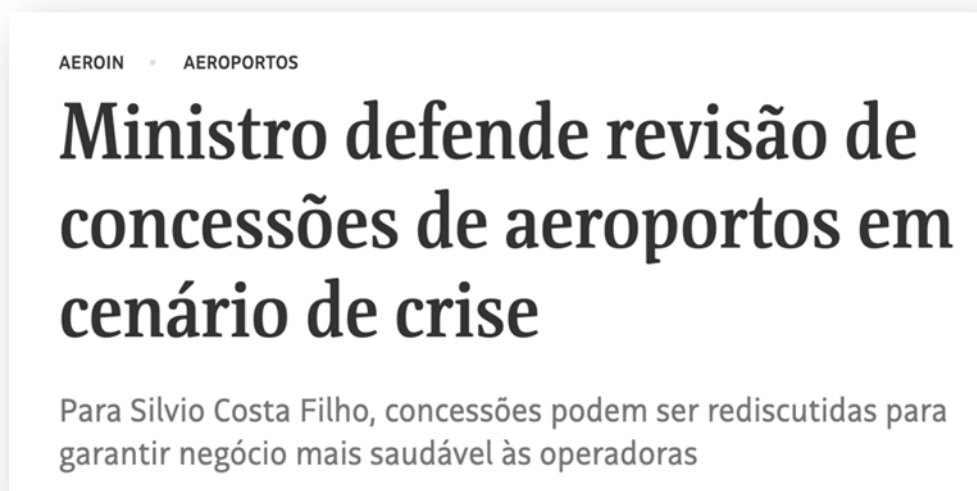 AEROIN • AEROPORTOS
Ministro defende revisão de
concessões de aeroportos em
cenário de crise
Para Silvio Costa Filho, concessões podem ser rediscutidas para
garantir negócio mais saudável às operadoras